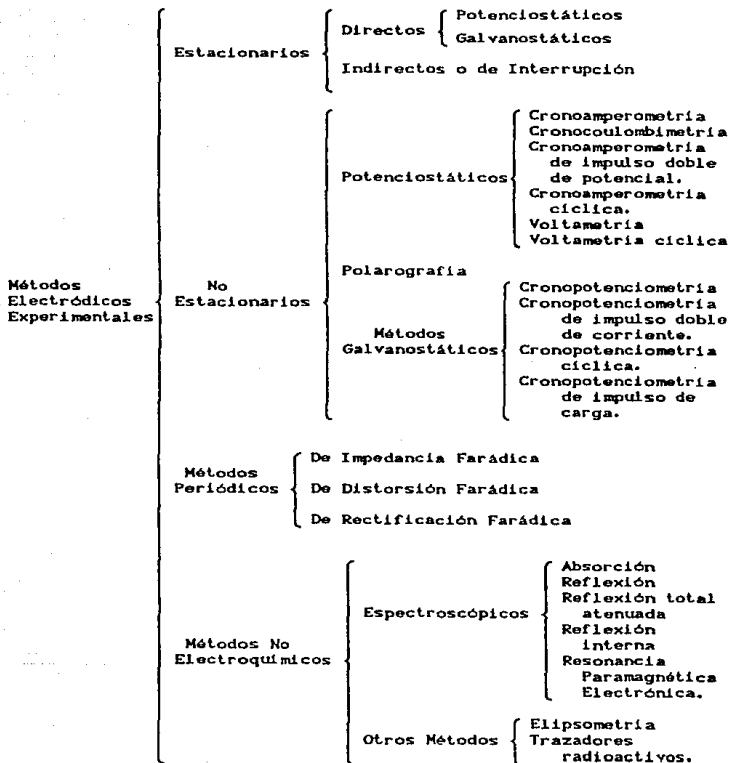 Métodos
Electródicos
Experimentales
Estacionarios
Directos
Potenciostáticos
Galvanostáticos
Indirectos o de Interrupción
No
Estacionarios
Potenciostáticos
Cronoamperometría
Cronocoulombimetría
Cronoamperometría
de impulso doble
de potencial.
Cronoamperometría
cíclica.
Voltametría
Voltametría cíclica
Polarografía
Métodos
Galvanostáticos
Cronopotenciometría
Cronopotenciometría
de impulso doble
de corriente.
Cronopotenciometría
cíclica.
Cronopotenciometría
de impulso de
carga.
Métodos
Periódicos
De Impedancia Farádica
De Distorsión Farádica
De Rectificación Farádica
Métodos No
Electroquímicos
Espectroscópicos
Absorción
Reflexión
Reflexión total
atenuada
Reflexión
interna
Resonancia
Paramagnética
Electrónica.
Otros Métodos
Elipsometría
Trazadores
radioactivos.